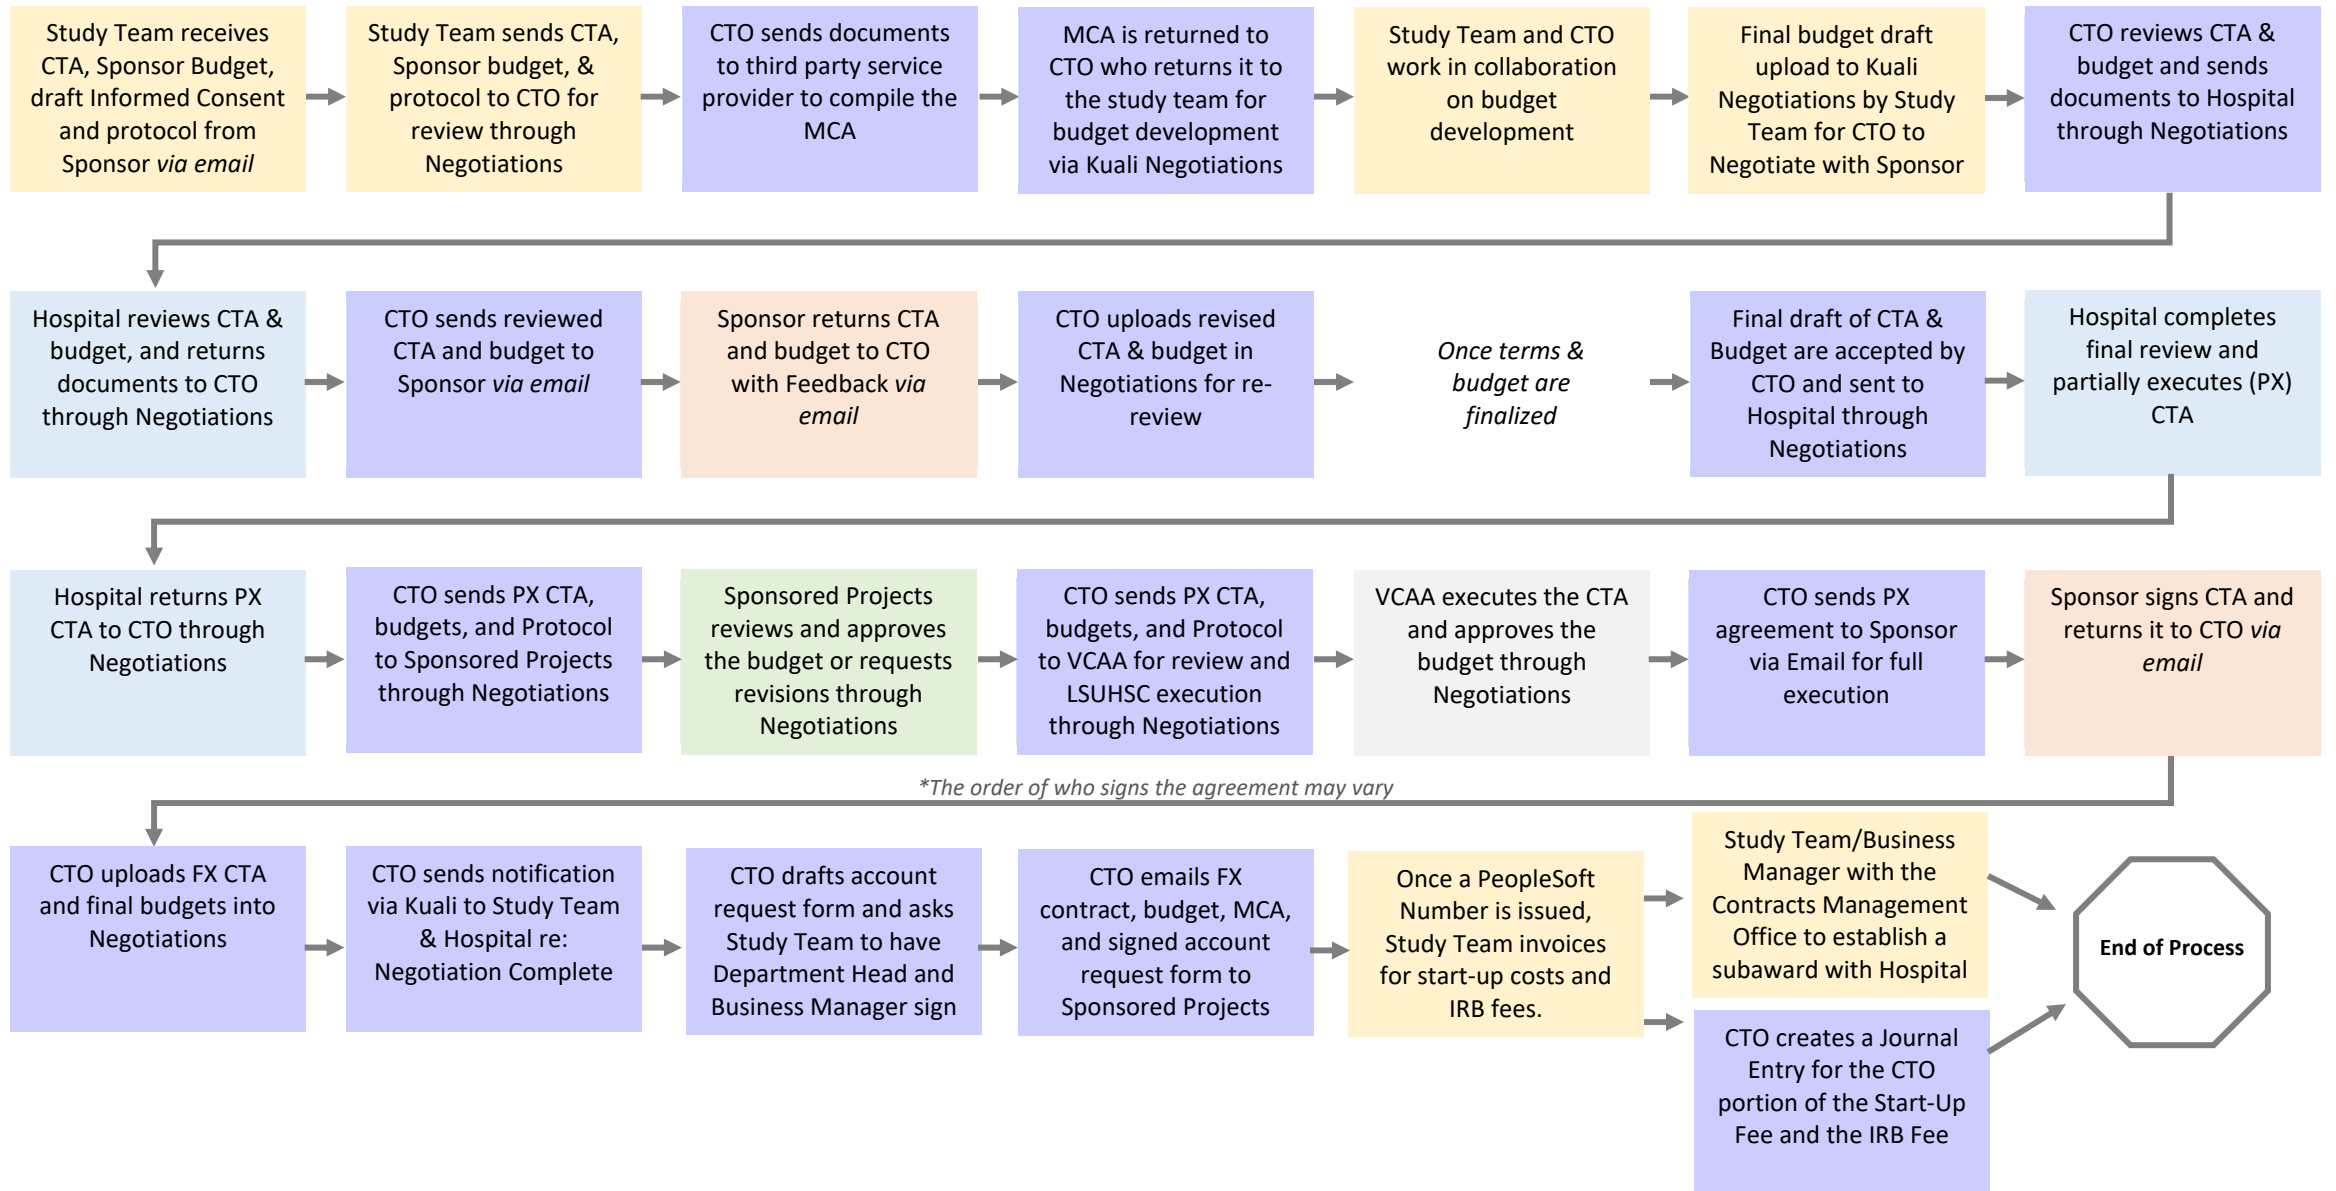 Study Team receives
CTA, Sponsor Budget,
draft Informed Consent
and protocol from
Sponsor via email
Study Team sends CTA,
Sponsor budget, &
protocol to CTO for
review through
Negotiations
CTO sends documents
to third party service
provider to compile the
MCA
MCA is returned to
CTO who returns it to
the study team for
budget development
via Kuali Negotiations
Study Team and CTO
work in collaboration
on budget
development
Final budget draft
upload to Kuali
Negotiations by Study
Team for CTO to
Negotiate with Sponsor
CTO reviews CTA &
budget and sends
documents to Hospital
through Negotiations
Hospital reviews CTA &
budget, and returns
documents to CTO
through Negotiations
CTO sends reviewed
CTA and budget to
Sponsor via email
Sponsor returns CTA
and budget to CTO
with Feedback via
email
CTO uploads revised
CTA & budget in
Negotiations for re-
review
Once terms &
budget are
finalized
Final draft of CTA &
Budget are accepted by
CTO and sent to
Hospital through
Negotiations
Hospital completes
final review and
partially executes (PX)
CTA
Hospital returns PX
CTA to CTO through
Negotiations
CTO sends PX CTA,
budgets, and Protocol
to Sponsored Projects
through Negotiations
Sponsored Projects
reviews and approves
the budget or requests
revisions through
Negotiations
CTO sends PX CTA,
budgets, and Protocol
to VCAA for review and
LSUHSC execution
through Negotiations
VCAA executes the CTA
and approves the
budget through
Negotiations
CTO sends PX
agreement to Sponsor
via Email for full
execution
Sponsor signs CTA and
returns it to CTO via
email
*The order of who signs the agreement may vary
CTO uploads FX CTA
and final budgets into
Negotiations
CTO sends notification
via Kuali to Study Team
& Hospital re:
Negotiation Complete
CTO drafts account
request form and asks
Study Team to have
Department Head and
Business Manager sign
CTO emails FX
contract, budget, MCA,
and signed account
request form to
Sponsored Projects
Once a PeopleSoft
Number is issued,
Study Team invoices
for start-up costs and
IRB fees.
Study Team/Business
Manager with the
Contracts Management
Office to establish a
subaward with Hospital
CTO creates a Journal
Entry for the CTO
portion of the Start-Up
Fee and the IRB Fee
End of Process